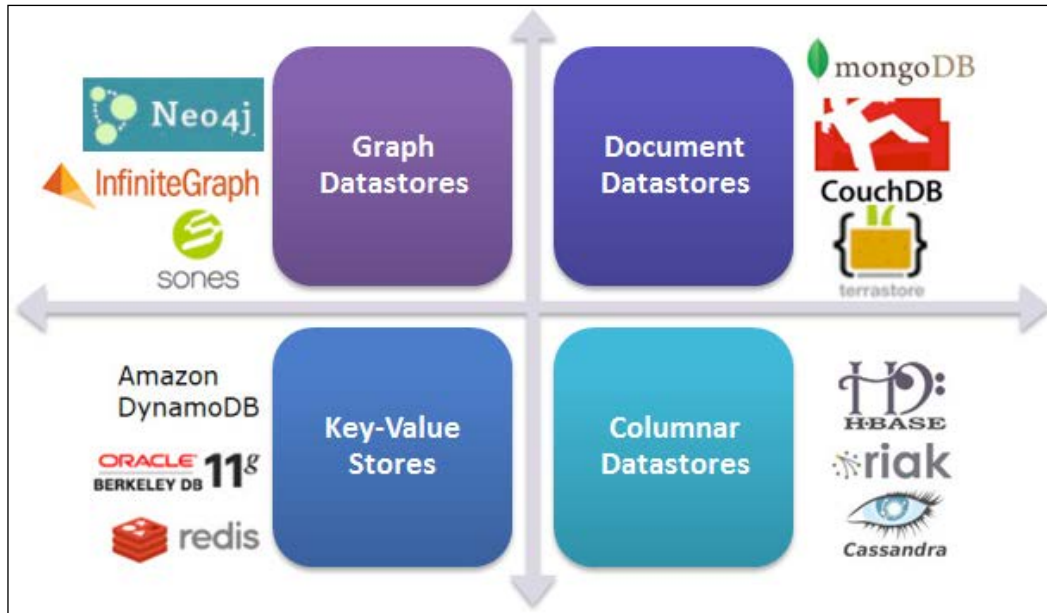 Neo4j
InfiniteGraph
sones
Graph
Datastores
Document
Datastores
mongoDB
CouchDB
terrastore
Amazon
DynamoDB
ORACLE
BERKELEY DB 11g
redis
Key-Value
Stores
Columnar
Datastores
HBASE
riak
Cassandra